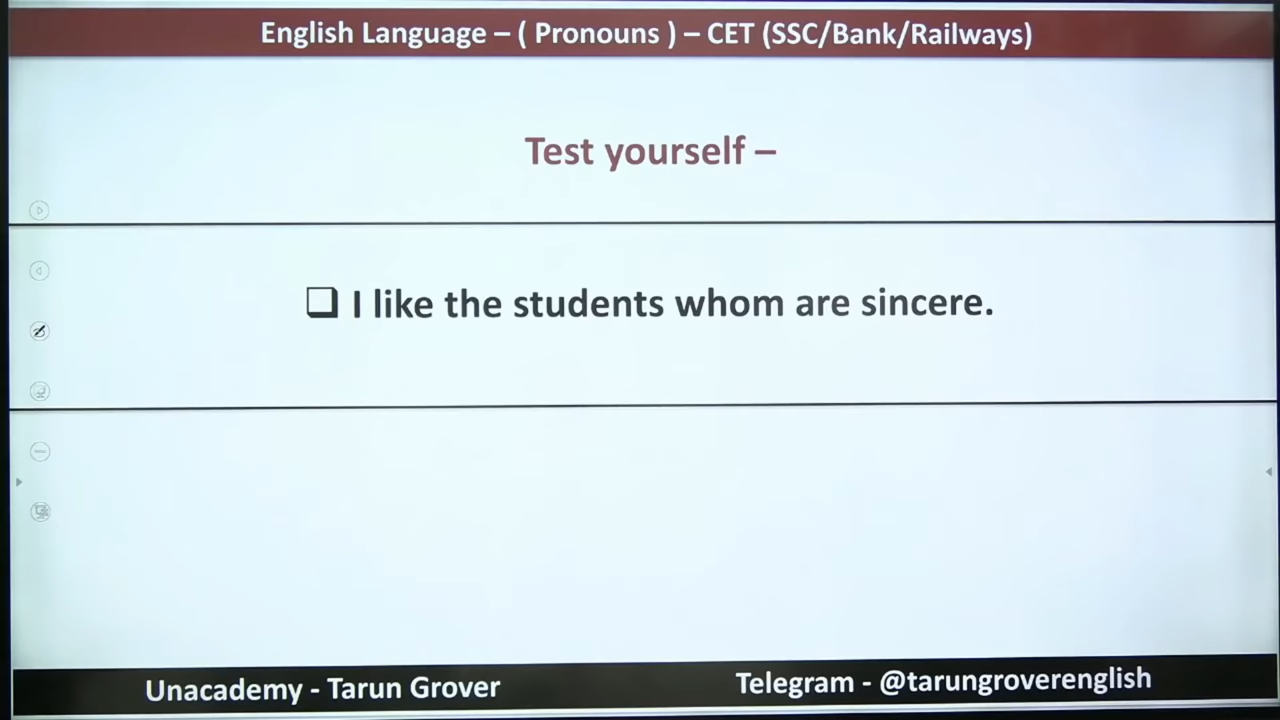 English Language – ( Pronouns ) – CET (SSC/Bank/Railways)
Test yourself –
❑ I like the students whom are sincere.
Unacademy - Tarun Grover
Telegram - @tarungroverenglish